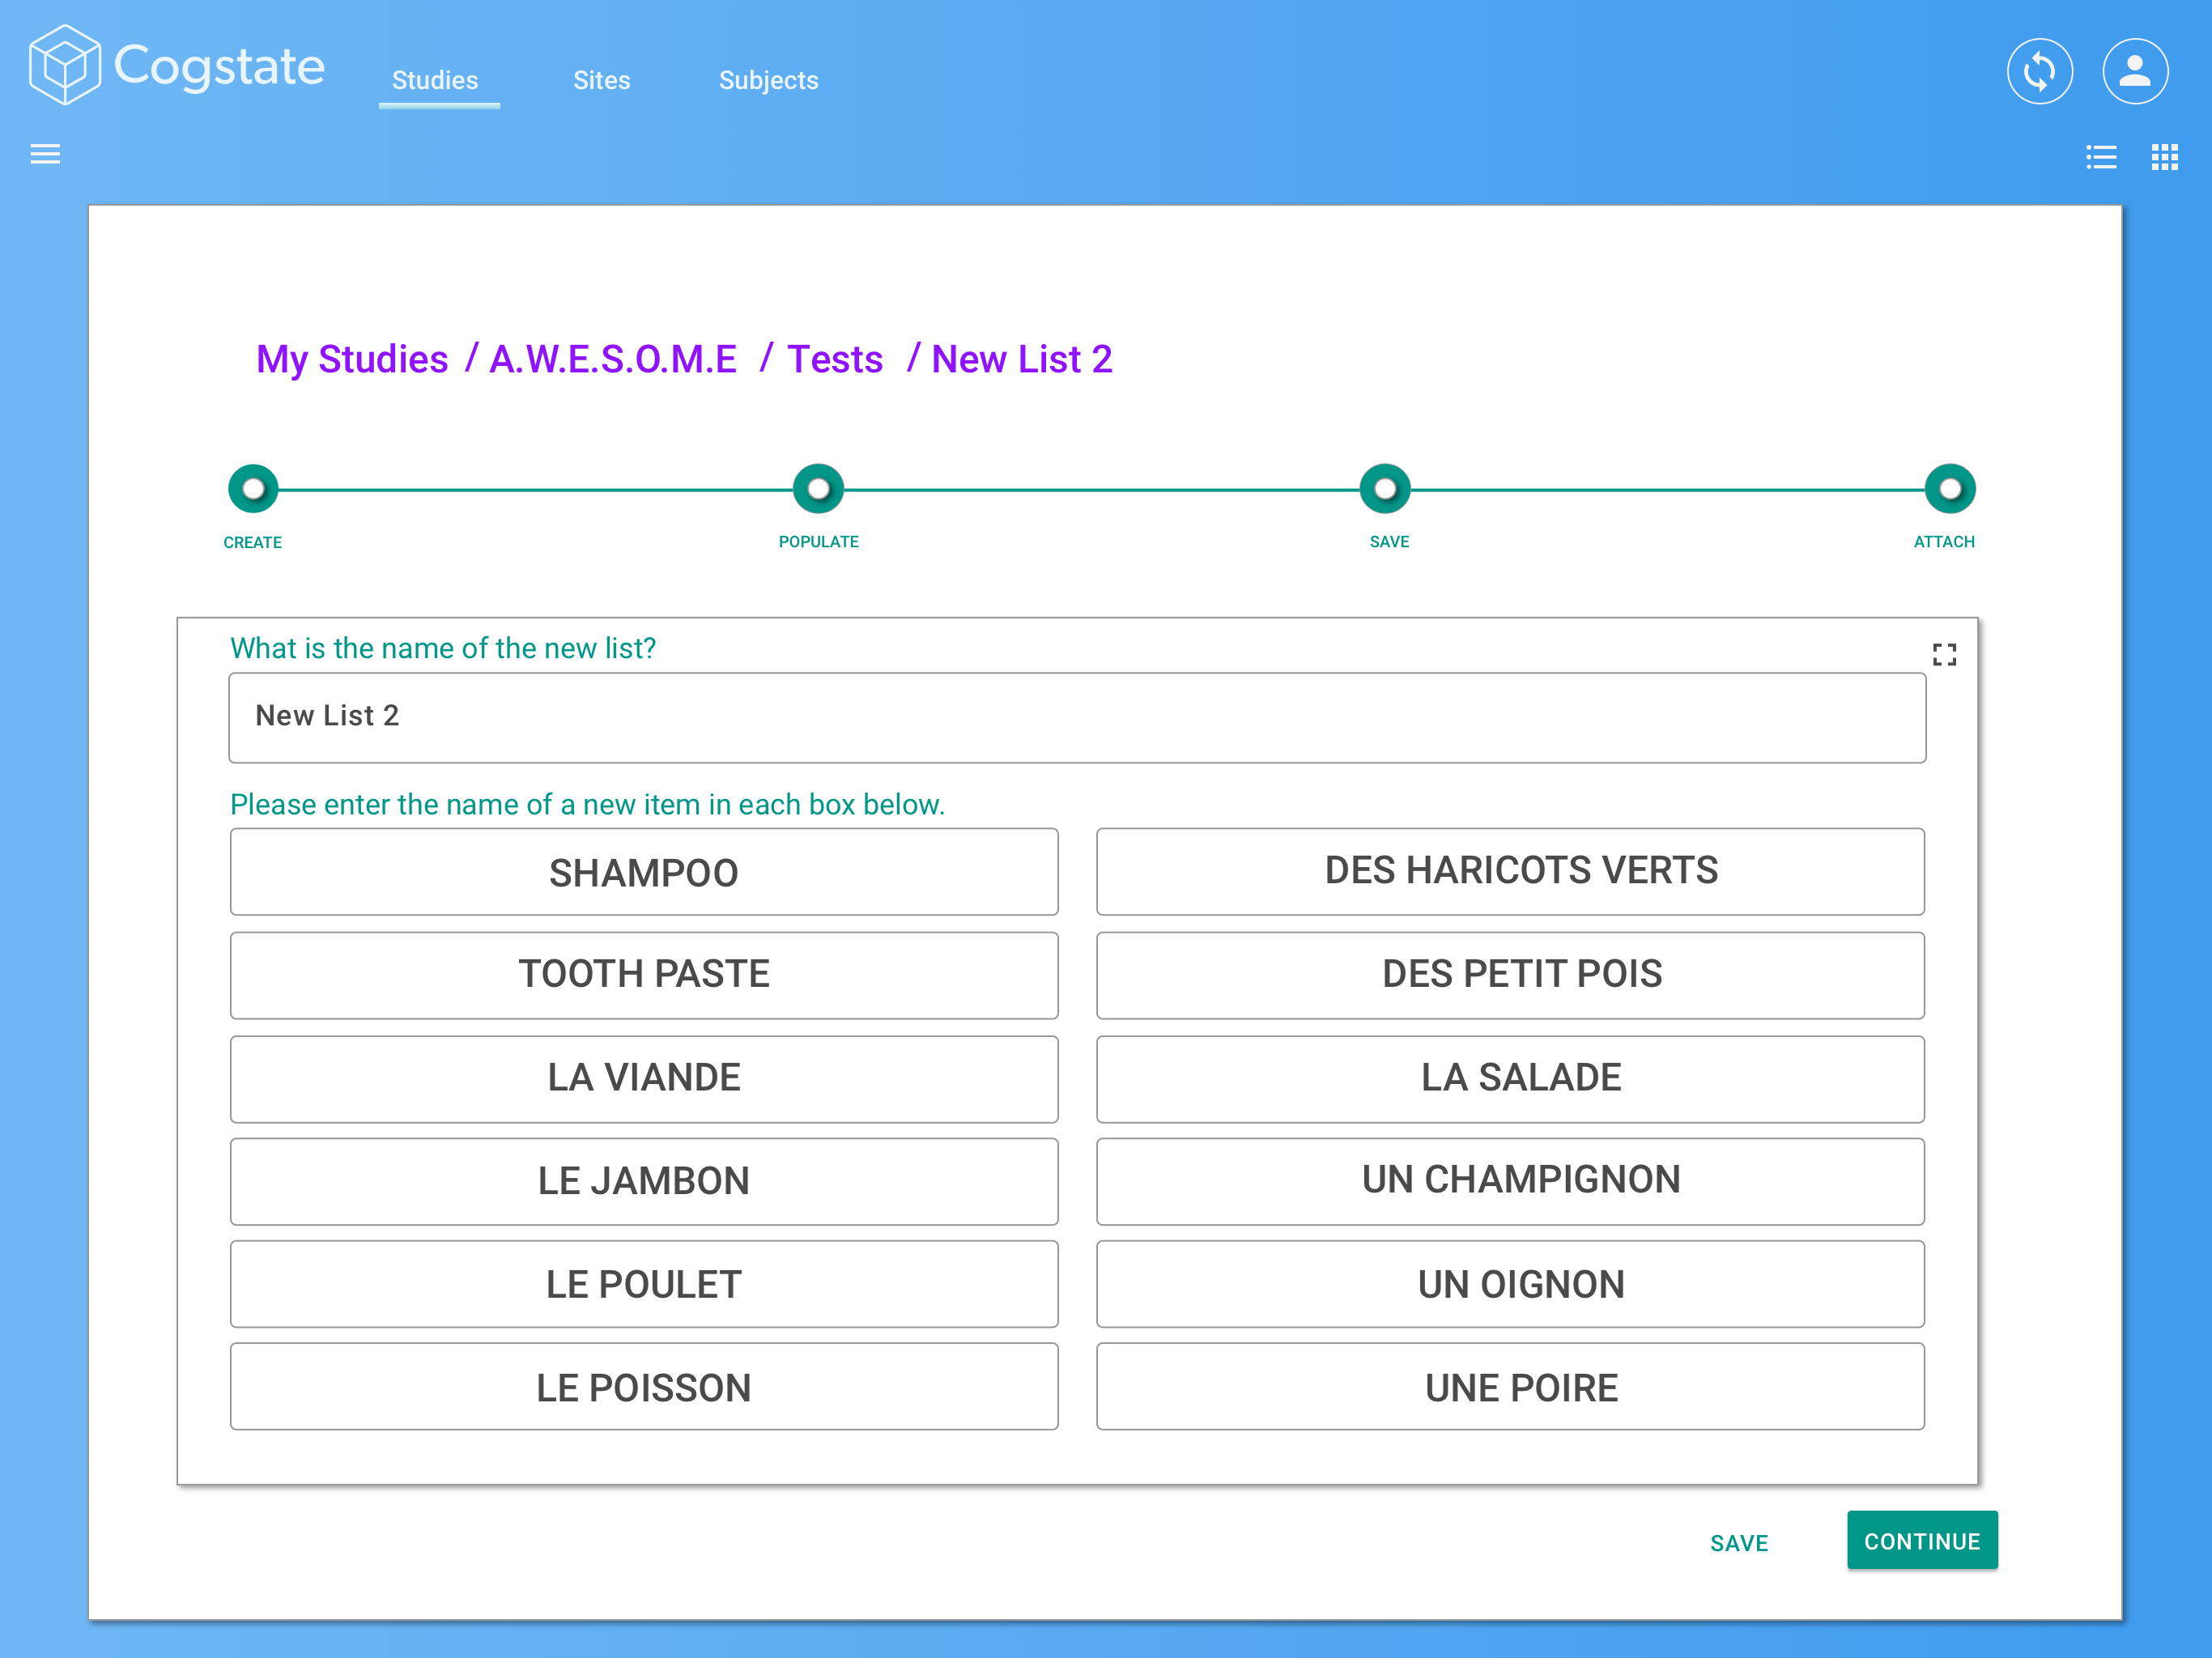 Cogstate
Studies Sites Subjects
My Studies / A.W.E.S.O.M.E / Tests / New List 2
CREATE POPULATE SAVE ATTACH
What is the name of the new list?
New List 2
Please enter the name of a new item in each box below.
SHAMPOO DES HARICOTS VERTS
TOOTH PASTE DES PETIT POIS
LA VIANDE LA SALADE
LE JAMBON UN CHAMPIGNON
LE POULET UN OIGNON
LE POISSON UNE POIRE
SAVE CONTINUE